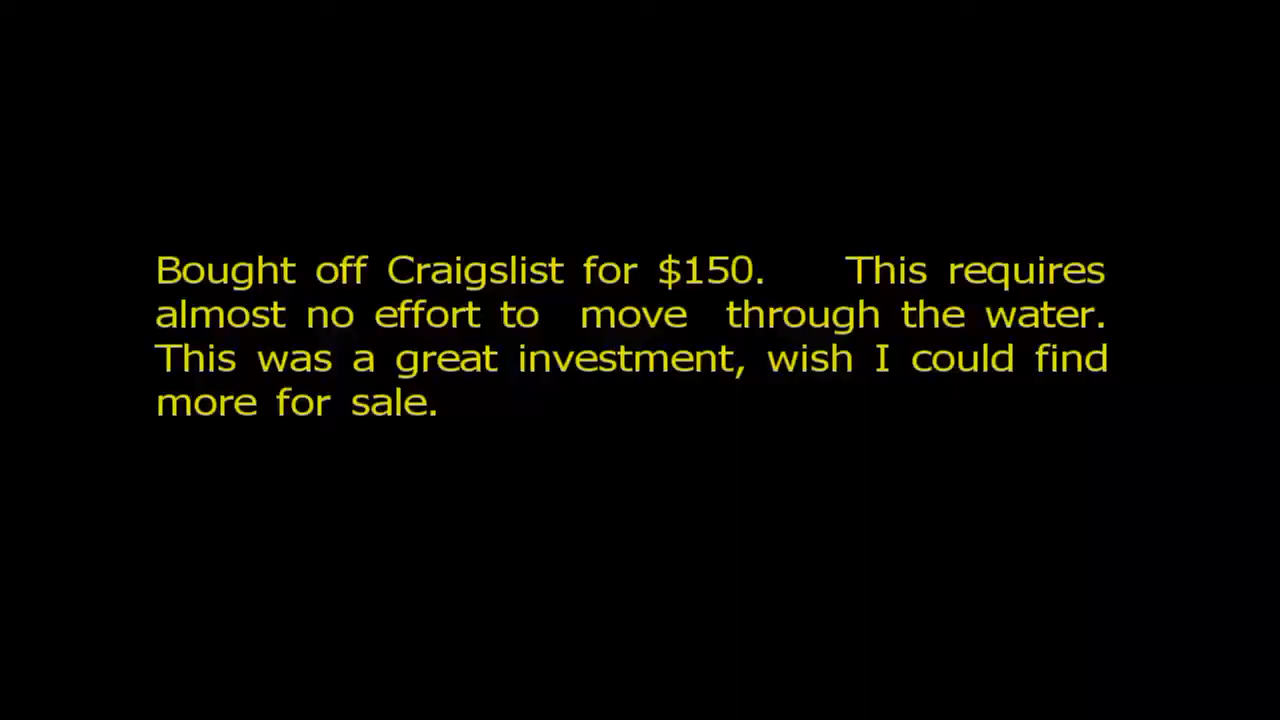 Bought off Craigslist for $150. This requires
almost no effort to move through the water.
This was a great investment, wish I could find
more for sale.